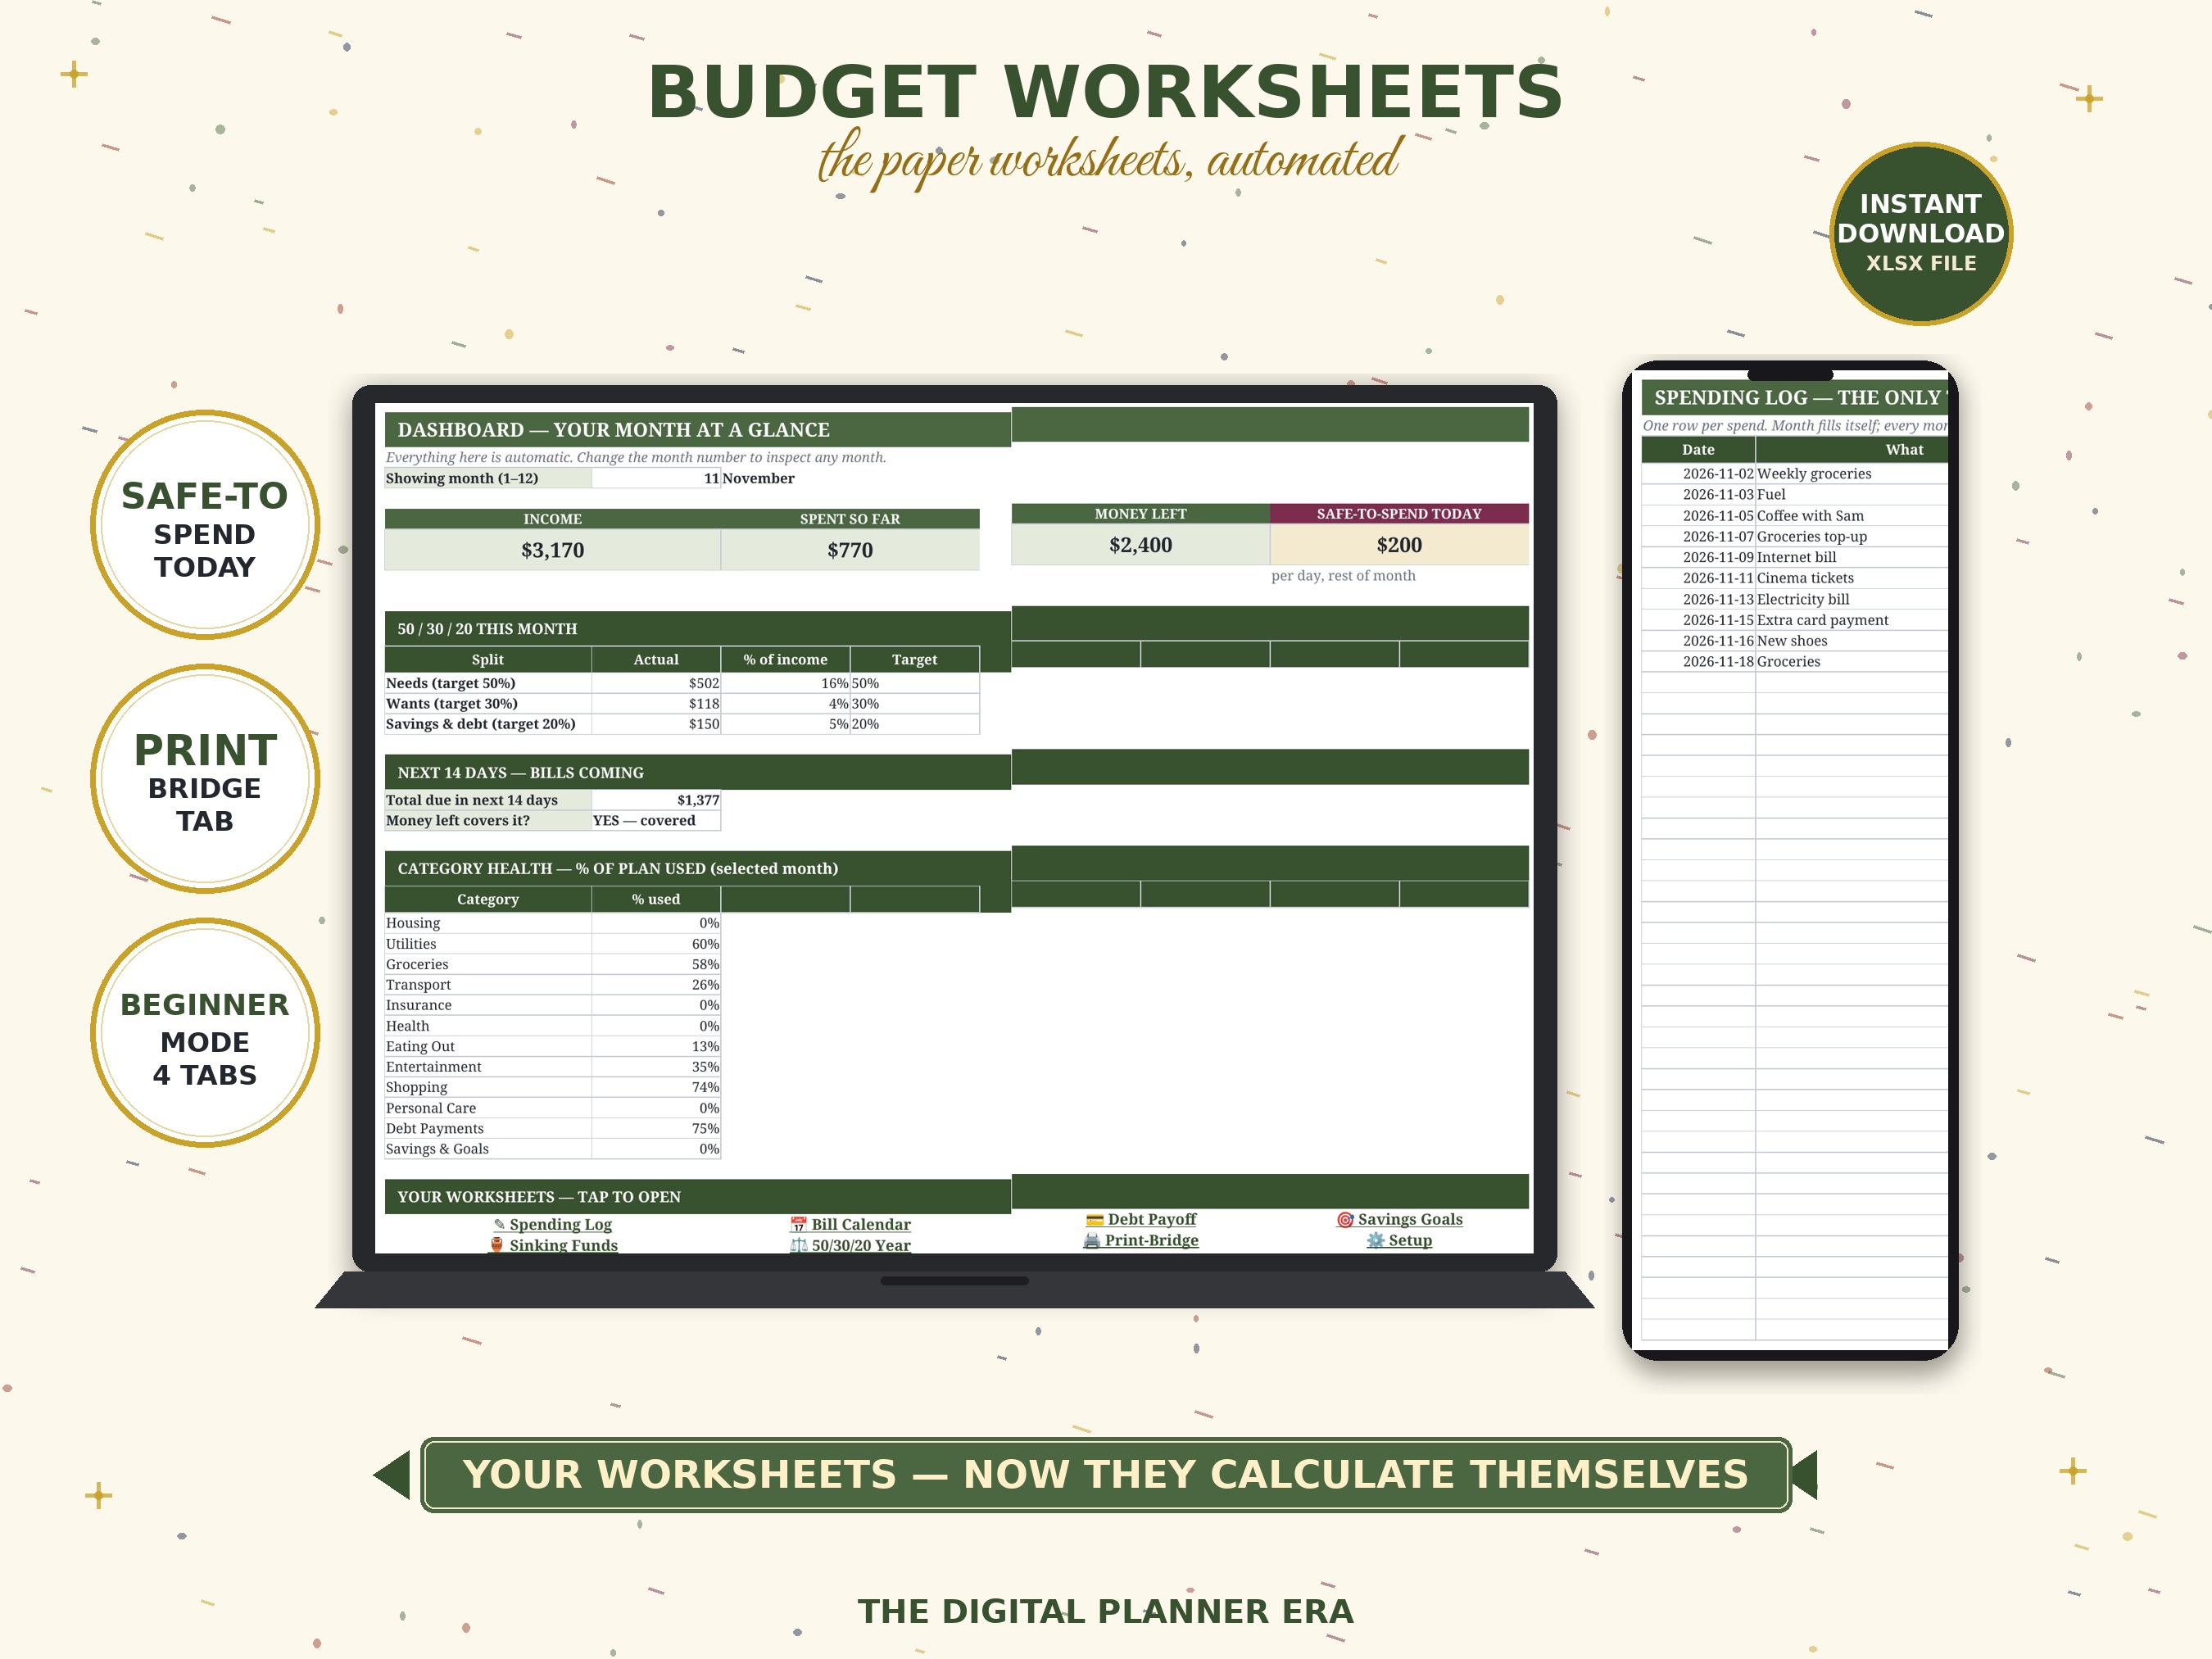 BUDGET WORKSHEETS
the paper worksheets, automated
INSTANT
DOWNLOAD
XLSX FILE
SAFE-TO
SPEND
TODAY
PRINT
BRIDGE
TAB
BEGINNER
MODE
4 TABS
DASHBOARD — YOUR MONTH AT A GLANCE
Everything here is automatic. Change the month number to inspect any month.
Showing month (1–12) 11 November
INCOME SPENT SO FAR MONEY LEFT SAFE-TO-SPEND TODAY
$3,170 $770 $2,400 $200
per day, rest of month
50 / 30 / 20 THIS MONTH
Split Actual % of income Target
Needs (target 50%) $502 16% 50%
Wants (target 30%) $118 4% 30%
Savings & debt (target 20%) $150 5% 20%
NEXT 14 DAYS — BILLS COMING
Total due in next 14 days $1,377
Money left covers it? YES — covered
CATEGORY HEALTH — % OF PLAN USED (selected month)
Category % used
Housing 0%
Utilities 60%
Groceries 58%
Transport 26%
Insurance 0%
Health 0%
Eating Out 13%
Entertainment 35%
Shopping 74%
Personal Care 0%
Debt Payments 75%
Savings & Goals 0%
YOUR WORKSHEETS — TAP TO OPEN
✎ Spending Log 📅 Bill Calendar 💳 Debt Payoff 🎯 Savings Goals
🏺 Sinking Funds ⚖️ 50/30/20 Year 🖨️ Print-Bridge ⚙️ Setup
SPENDING LOG — THE ONLY
One row per spend. Month fills itself; every mon
Date What
2026-11-02 Weekly groceries
2026-11-03 Fuel
2026-11-05 Coffee with Sam
2026-11-07 Groceries top-up
2026-11-09 Internet bill
2026-11-11 Cinema tickets
2026-11-13 Electricity bill
2026-11-15 Extra card payment
2026-11-16 New shoes
2026-11-18 Groceries
YOUR WORKSHEETS — NOW THEY CALCULATE THEMSELVES
THE DIGITAL PLANNER ERA